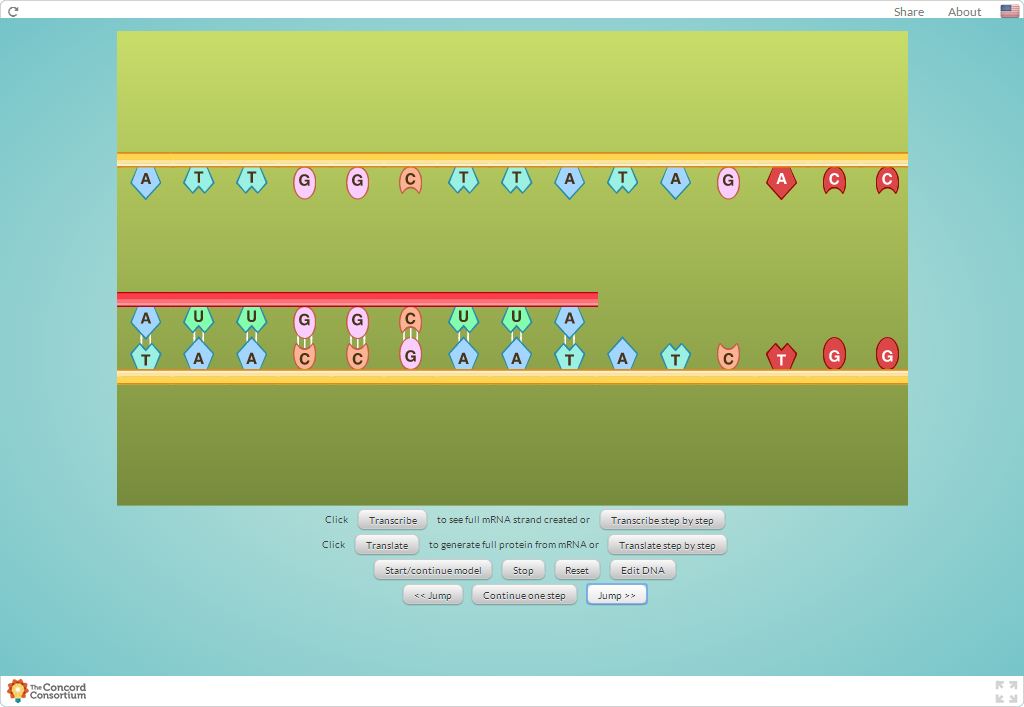 Share About
A T T G G C T T A T A G A C C
A U U G G C U U A
T A A C C G A A T A T C T G G
Click Transcribe to see full mRNA strand created or Transcribe step by step
Click Translate to generate full protein from mRNA or Translate step by step
Start/continue model Stop Reset Edit DNA
<< Jump Continue one step Jump >>
The Concord
Consortium